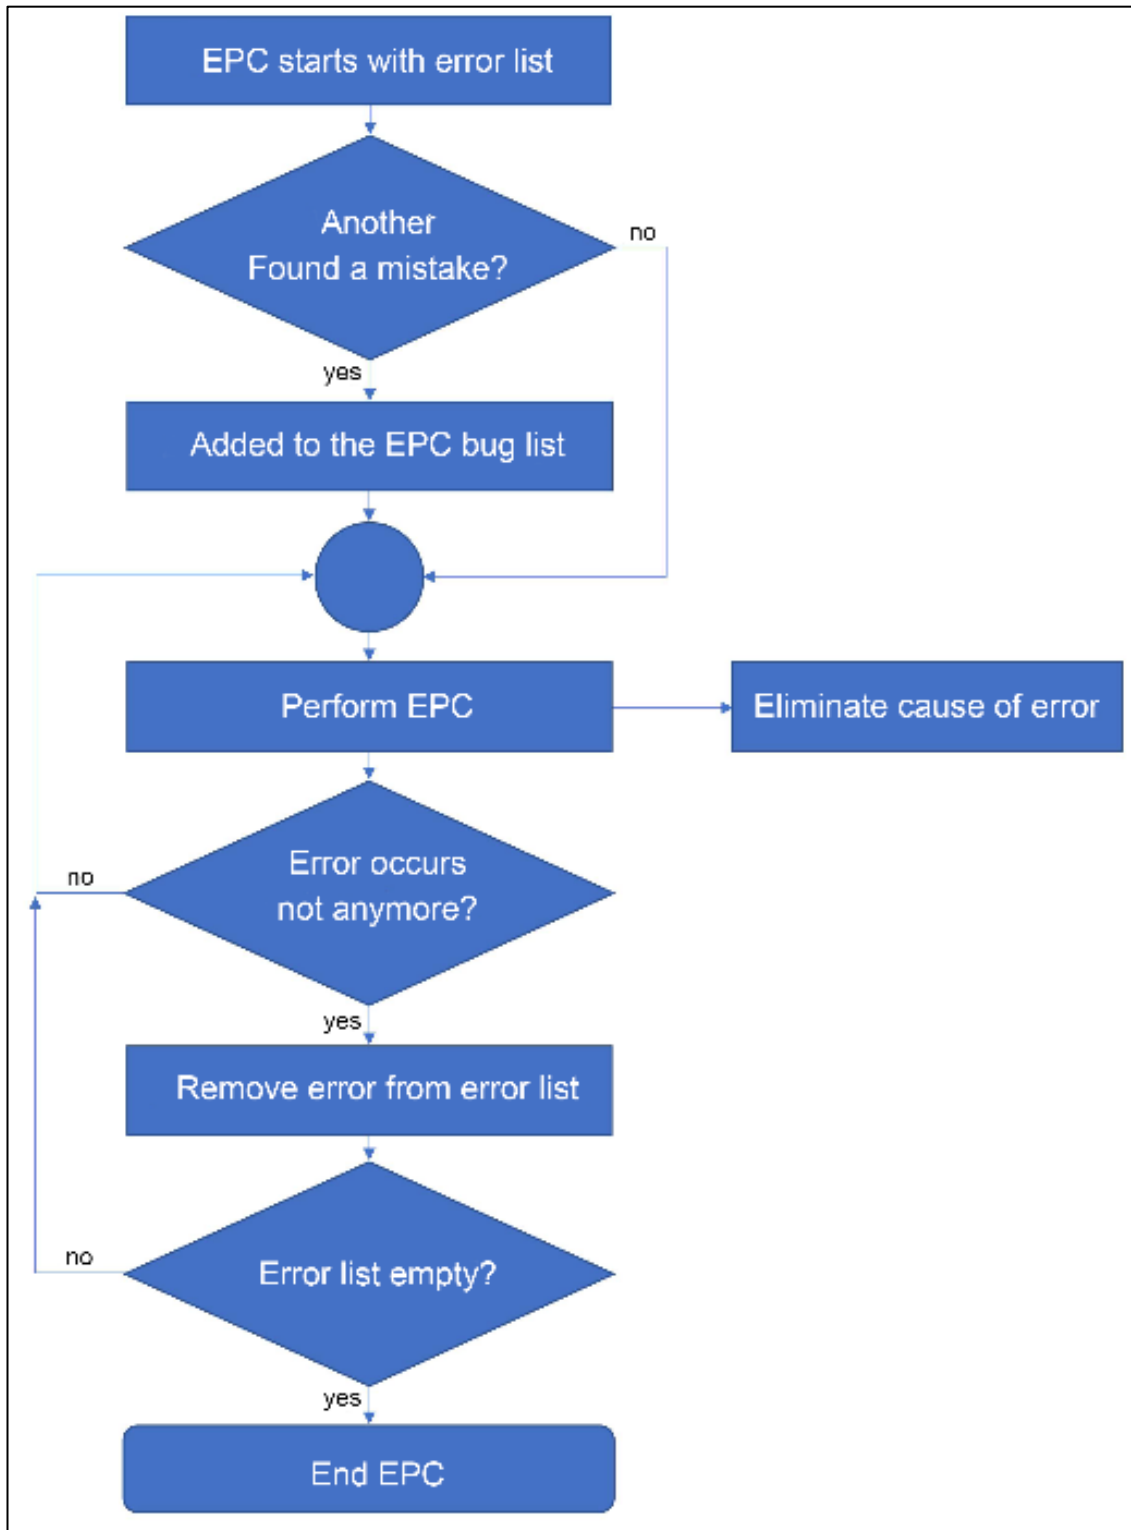 EPC starts with error list
Another
Found a mistake?
no
yes
Added to the EPC bug list
Perform EPC
Eliminate cause of error
Error occurs
not anymore?
no
yes
Remove error from error list
Error list empty?
no
yes
End EPC